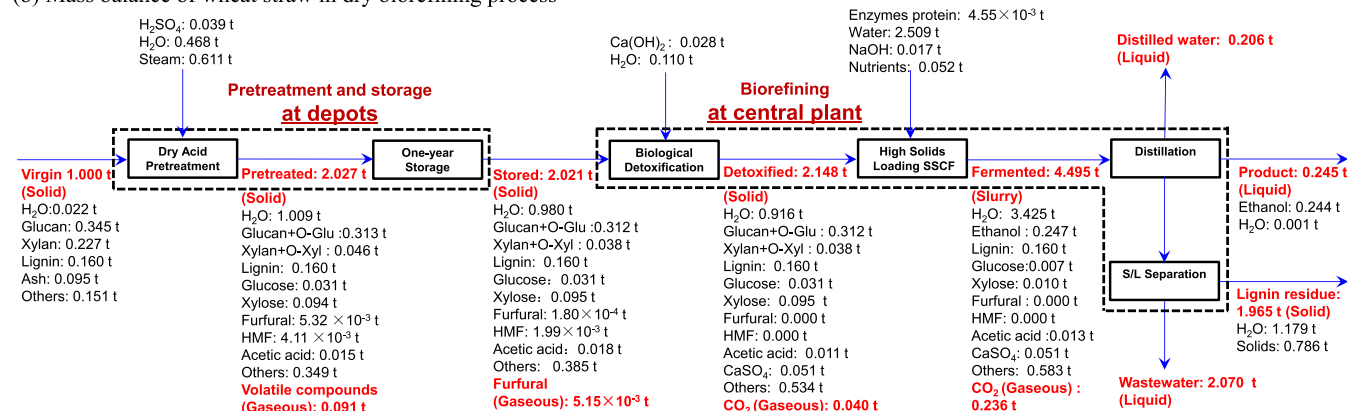 (b) Mass balance of wheat straw in dry biorefining process
H₂SO₄: 0.039 t
H₂O: 0.468 t
Steam: 0.611 t
Ca(OH)₂ : 0.028 t
H₂O: 0.110 t
Enzymes protein: 4.55×10⁻³ t
Water: 2.509 t
NaOH: 0.017 t
Nutrients: 0.052 t
Distilled water: 0.206 t
(Liquid)
Pretreatment and storage
at depots
Biorefining
at central plant
Dry Acid
Pretreatment
One-year
Storage
Biological
Detoxification
High Solids
Loading SSCF
Distillation
S/L Separation
Virgin 1.000 t
(Solid)
H₂O:0.022 t
Glucan: 0.345 t
Xylan: 0.227 t
Lignin: 0.160 t
Ash: 0.095 t
Others: 0.151 t
Pretreated: 2.027 t
(Solid)
H₂O: 1.009 t
Glucan+O-Glu :0.313 t
Xylan+O-Xyl : 0.046 t
Lignin: 0.160 t
Glucose: 0.031 t
Xylose: 0.094 t
Furfural: 5.32 ×10⁻³ t
HMF: 4.11 ×10⁻³ t
Acetic acid: 0.015 t
Others: 0.349 t
Volatile compounds
(Gaseous): 0.091 t
Stored: 2.021 t
(Solid)
H₂O: 0.980 t
Glucan+O-Glu :0.312 t
Xylan+O-Xyl : 0.038 t
Lignin: 0.160 t
Glucose: 0.031 t
Xylose: 0.095 t
Furfural: 1.80×10⁻⁴ t
HMF: 1.99×10⁻³ t
Acetic acid: 0.018 t
Others: 0.385 t
Furfural
(Gaseous): 5.15×10⁻³ t
Detoxified: 2.148 t
(Solid)
H₂O: 0.916 t
Glucan+O-Glu : 0.312 t
Xylan+O-Xyl : 0.038 t
Lignin: 0.160 t
Glucose: 0.031 t
Xylose: 0.095 t
Furfural: 0.000 t
HMF: 0.000 t
Acetic acid: 0.011 t
CaSO₄: 0.051 t
Others: 0.534 t
CO₂ (Gaseous): 0.040 t
Fermented: 4.495 t
(Slurry)
H₂O: 3.425 t
Ethanol : 0.247 t
Lignin: 0.160 t
Glucose:0.007 t
Xylose: 0.010 t
Furfural : 0.000 t
HMF: 0.000 t
Acetic acid :0.013 t
CaSO₄: 0.051 t
Others: 0.583 t
CO₂ (Gaseous) :
0.236 t
Product: 0.245 t
(Liquid)
Ethanol: 0.244 t
H₂O: 0.001 t
Lignin residue:
1.965 t (Solid)
H₂O: 1.179 t
Solids: 0.786 t
Wastewater: 2.070 t
(Liquid)